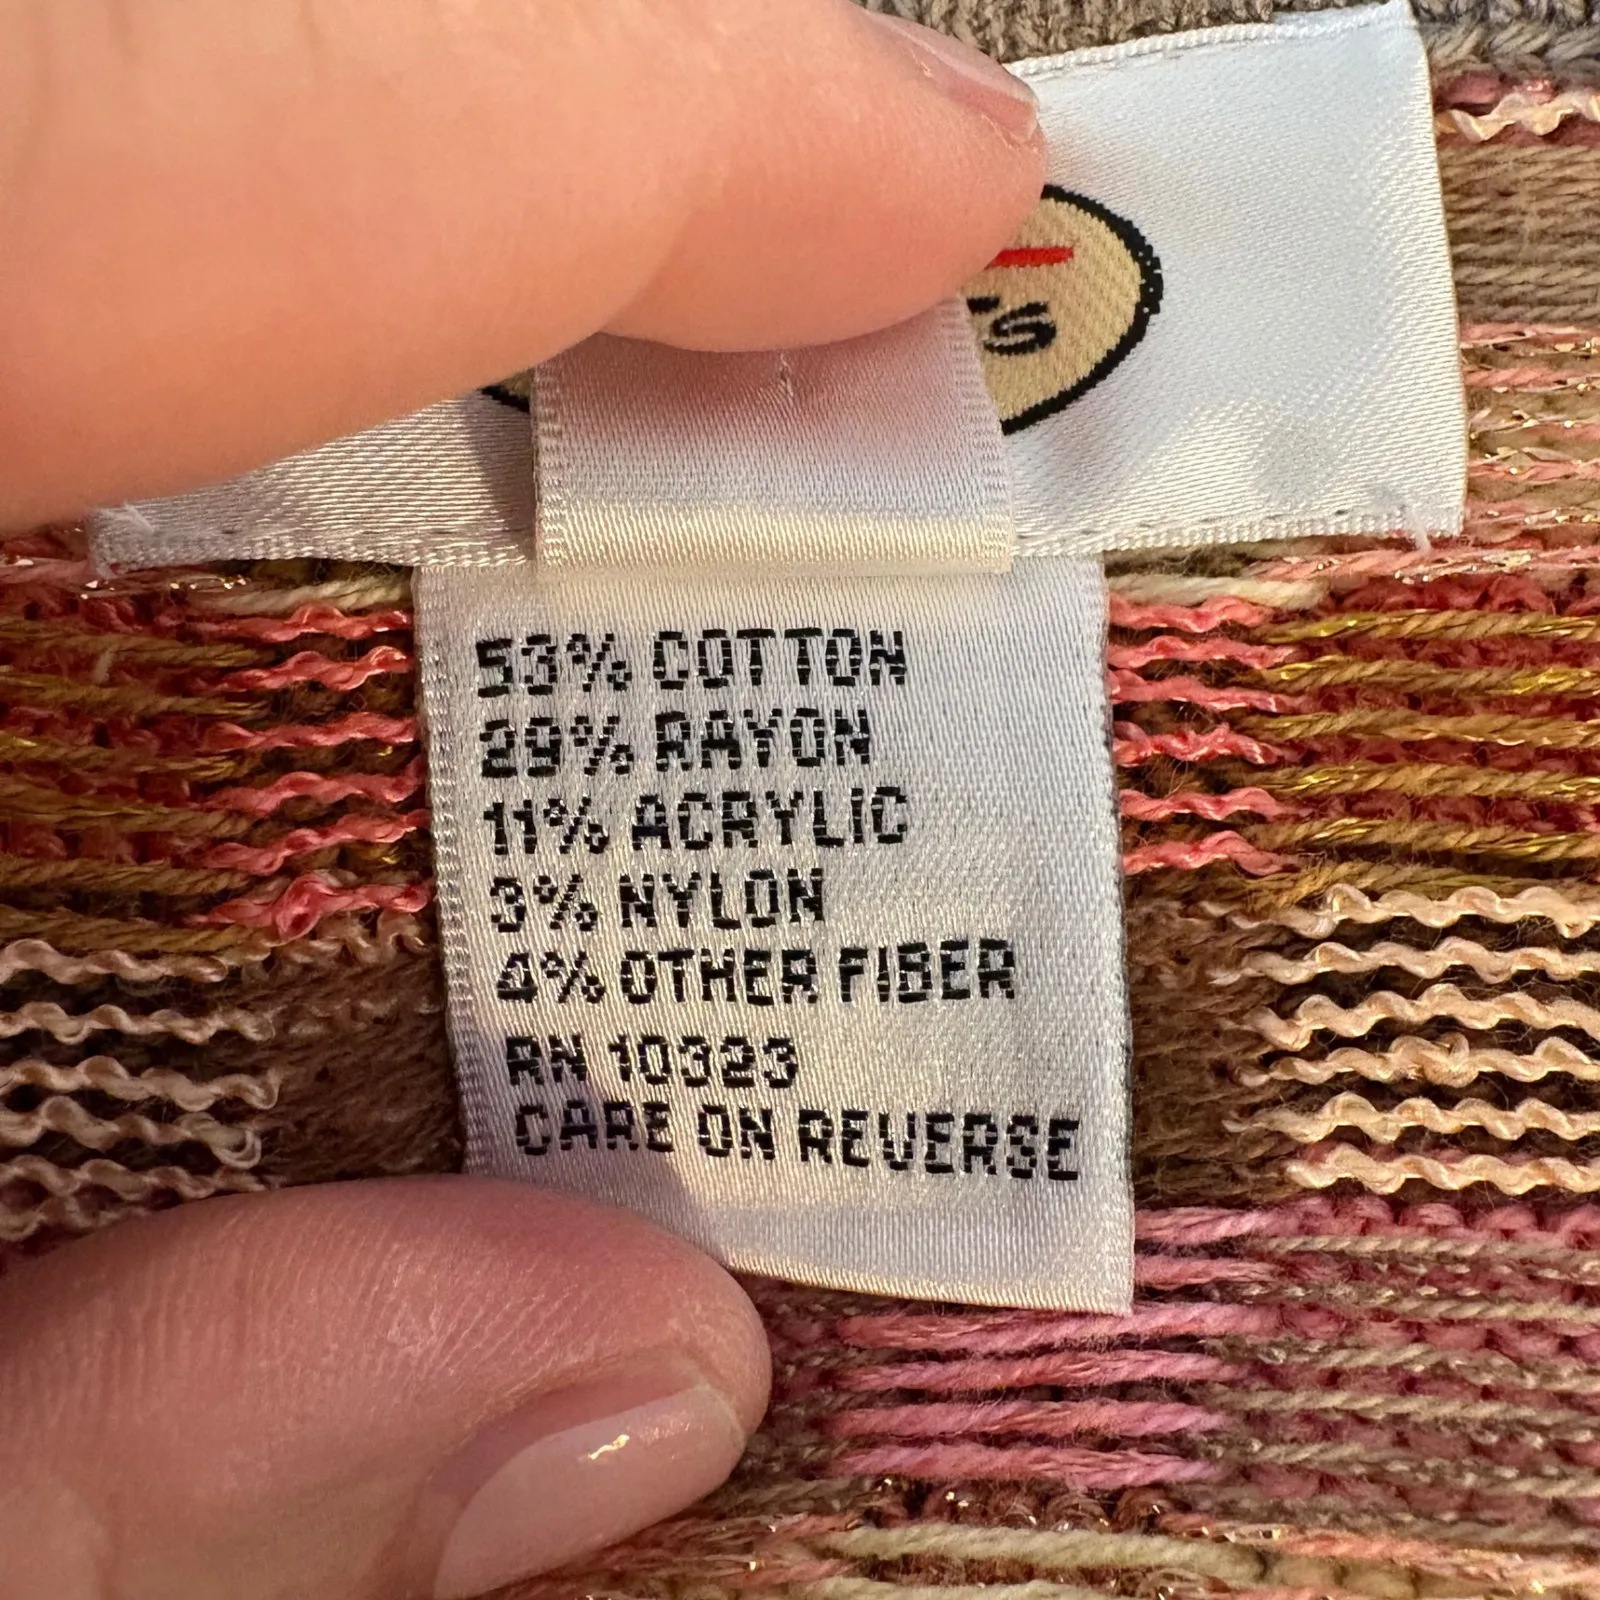 's
53% COTTON
29% RAYON
11% ACRYLIC
3% NYLON
4% OTHER FIBER
RN 10323
CARE ON REVERSE